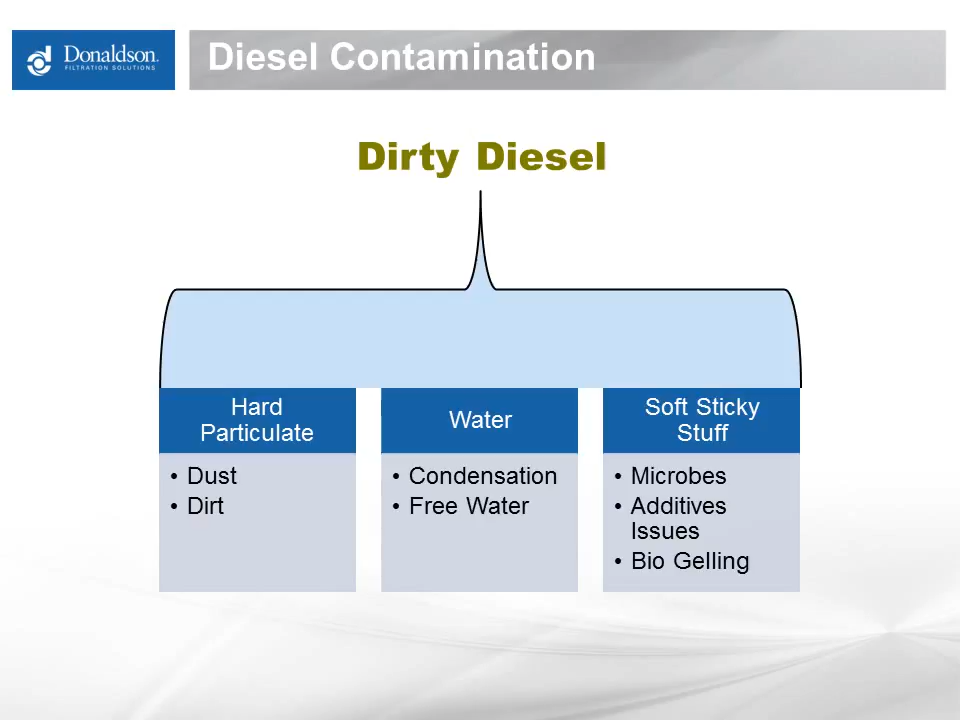 Donaldson.
FILTRATION SOLUTIONS
Diesel Contamination
Dirty Diesel
Hard
Particulate
• Dust
• Dirt
Water
• Condensation
• Free Water
Soft Sticky
Stuff
• Microbes
• Additives
Issues
• Bio Gelling